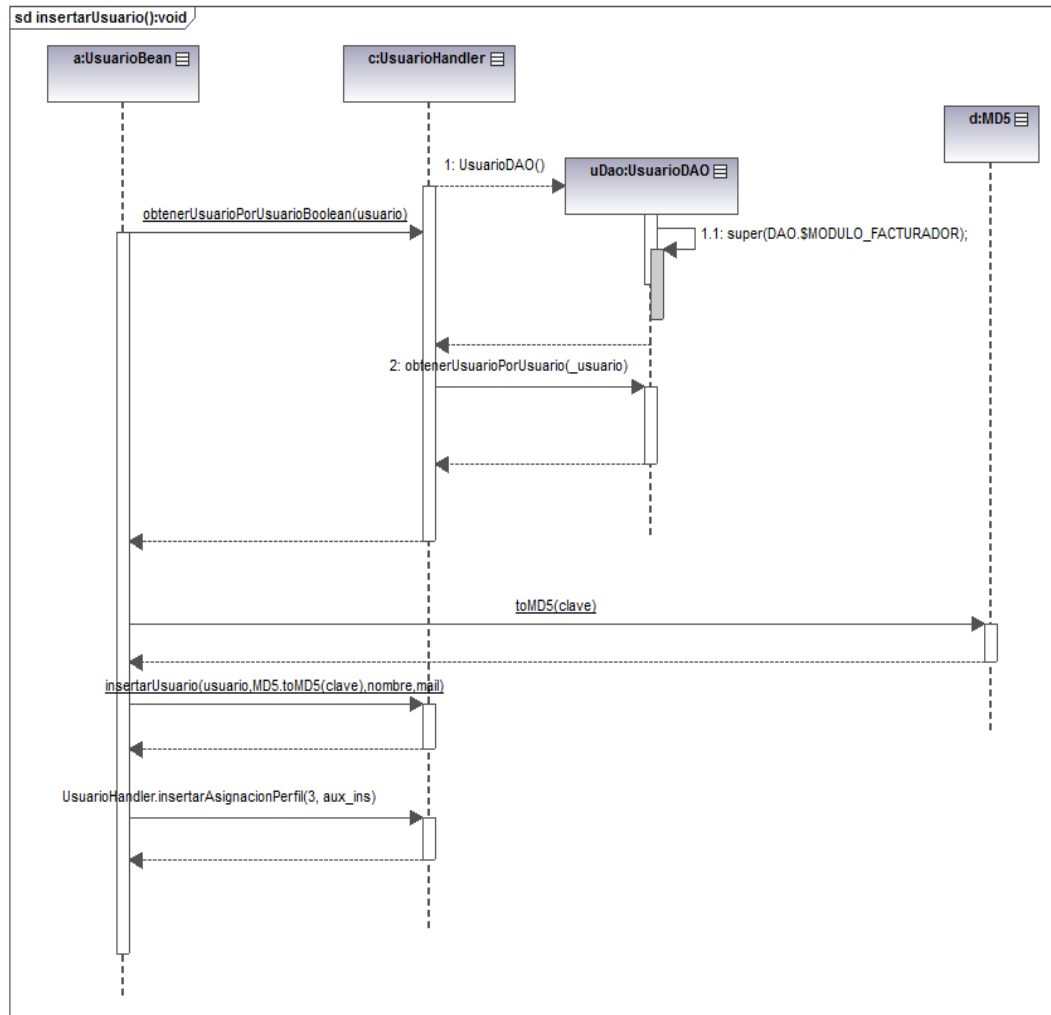 sd insertarUsuario():void
a:UsuarioBean
c:UsuarioHandler
d:MD5
uDao:UsuarioDAO
1: UsuarioDAO()
obtenerUsuarioPorUsuarioBoolean(usuario)
1.1: super(DAO.$MODULO_FACTURADOR);
2: obtenerUsuarioPorUsuario(_usuario)
toMD5(clave)
insertarUsuario(usuario,MD5.toMD5(clave),nombre,mail)
UsuarioHandler.insertarAsignacionPerfil(3, aux_ins)